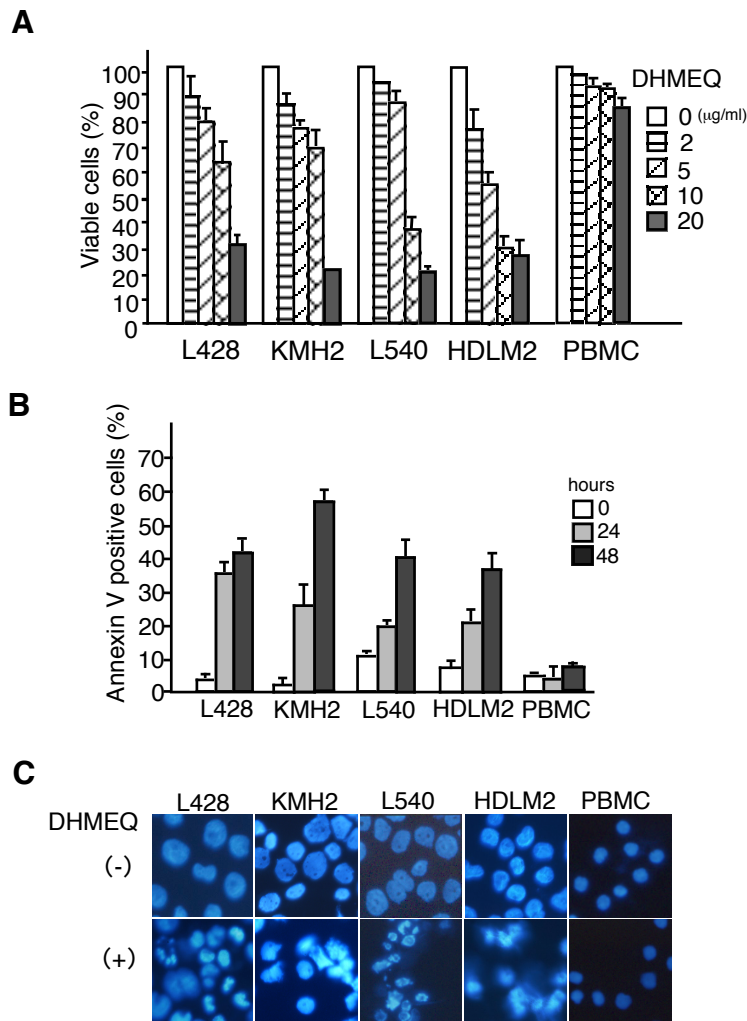 A
Viable cells (%)
100
90
80
70
60
50
40
30
20
10
0
L428 KMH2 L540 HDLM2 PBMC
DHMEQ
0 (μg/ml)
2
5
10
20
B
Annexin V positive cells (%)
70
60
50
40
30
20
10
0
L428 KMH2 L540 HDLM2 PBMC
hours
0
24
48
C
L428 KMH2 L540 HDLM2 PBMC
DHMEQ
(-)
(+)